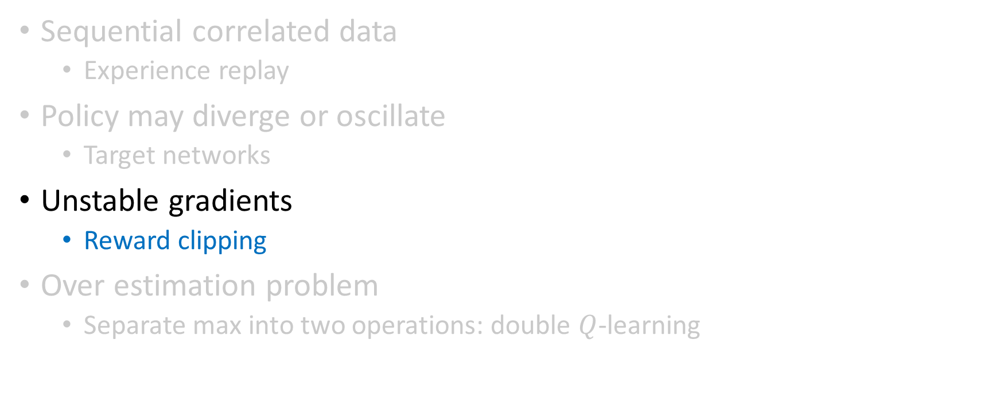 • Sequential correlated data
• Experience replay
• Policy may diverge or oscillate
• Target networks
• Unstable gradients
• Reward clipping
• Over estimation problem
• Separate max into two operations: double Q-learning